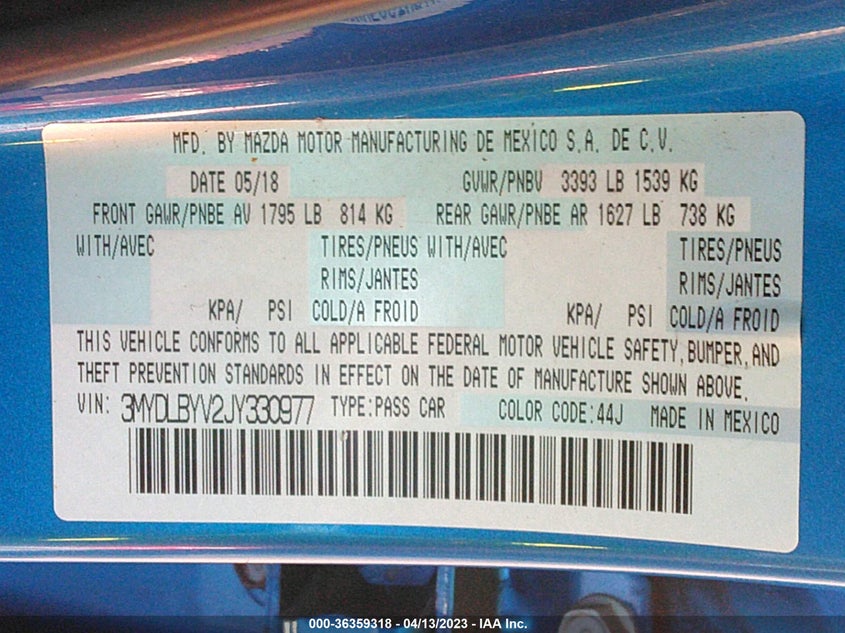 MFD. BY MAZDA MOTOR MANUFACTURING DE MEXICO S.A. DE C.V.
DATE 05/18 GVWR/PNBV 3393 LB 1539 KG
FRONT GAWR/PNBE AV 1795 LB 814 KG REAR GAWR/PNBE AR 1627 LB 738 KG
WITH/AVEC TIRES/PNEUS WITH/AVEC TIRES/PNEUS
RIMS/JANTES RIMS/JANTES
KPA/ PSI COLD/A FROID KPA/ PSI COLD/A FROID
THIS VEHICLE CONFORMS TO ALL APPLICABLE FEDERAL MOTOR VEHICLE SAFETY, BUMPER, AND
THEFT PREVENTION STANDARDS IN EFFECT ON THE DATE OF MANUFACTURE SHOWN ABOVE.
VIN: 3MYDLBYV2JY330977 TYPE:PASS CAR COLOR CODE:44J MADE IN MEXICO
000-36359318 - 04/13/2023 - IAA Inc.